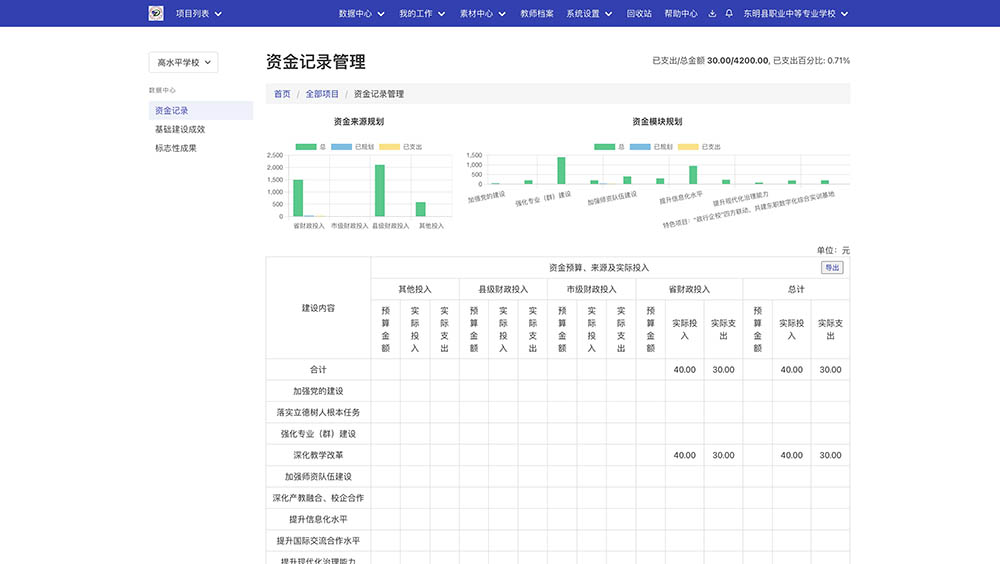 项目列表 数据中心 我的工作 素材中心 教师档案 系统设置 回收站 帮助中心 东明县职业中等专业学校
高水平学校
数据中心
资金记录
基础建设成效
标志性成果
资金记录管理
已支出/总金额 30.00/4200.00, 已支出百分比: 0.71%
首页 / 全部项目 / 资金记录管理
资金来源规划
总 已规划 已支出
2,500
2,000
1,500
1,000
500
0
省财政投入 市级财政投入 县级财政投入 其他投入
资金模块规划
总 已规划 已支出
1,500
1,000
500
0
加强党的建设 强化专业（群）建设 加强师资队伍建设 提升信息化水平 提升现代化治理能力
特色项目：“政行企校”四方联动、共建东职数字化综合实训基地
单位：元
建设内容 资金预算、来源及实际投入 导出
其他投入 县级财政投入 市级财政投入 省财政投入 总计
预算金额 实际投入 实际支出 预算金额 实际投入 实际支出 预算金额 实际投入 实际支出 预算金额 实际投入 实际支出 预算金额 实际投入 实际支出
合计 40.00 30.00 40.00 30.00
加强党的建设
落实立德树人根本任务
强化专业（群）建设
深化教学改革 40.00 30.00 40.00 30.00
加强师资队伍建设
深化产教融合、校企合作
提升信息化水平
提升国际交流合作水平
提升现代化治理能力